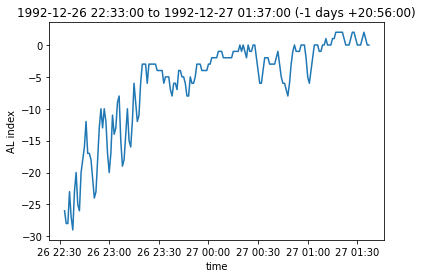 1992-12-26 22:33:00 to 1992-12-27 01:37:00 (-1 days +20:56:00)
AL index
0
−5
−10
−15
−20
−25
−30
26 22:30 26 23:00 26 23:30 27 00:00 27 00:30 27 01:00 27 01:30
time